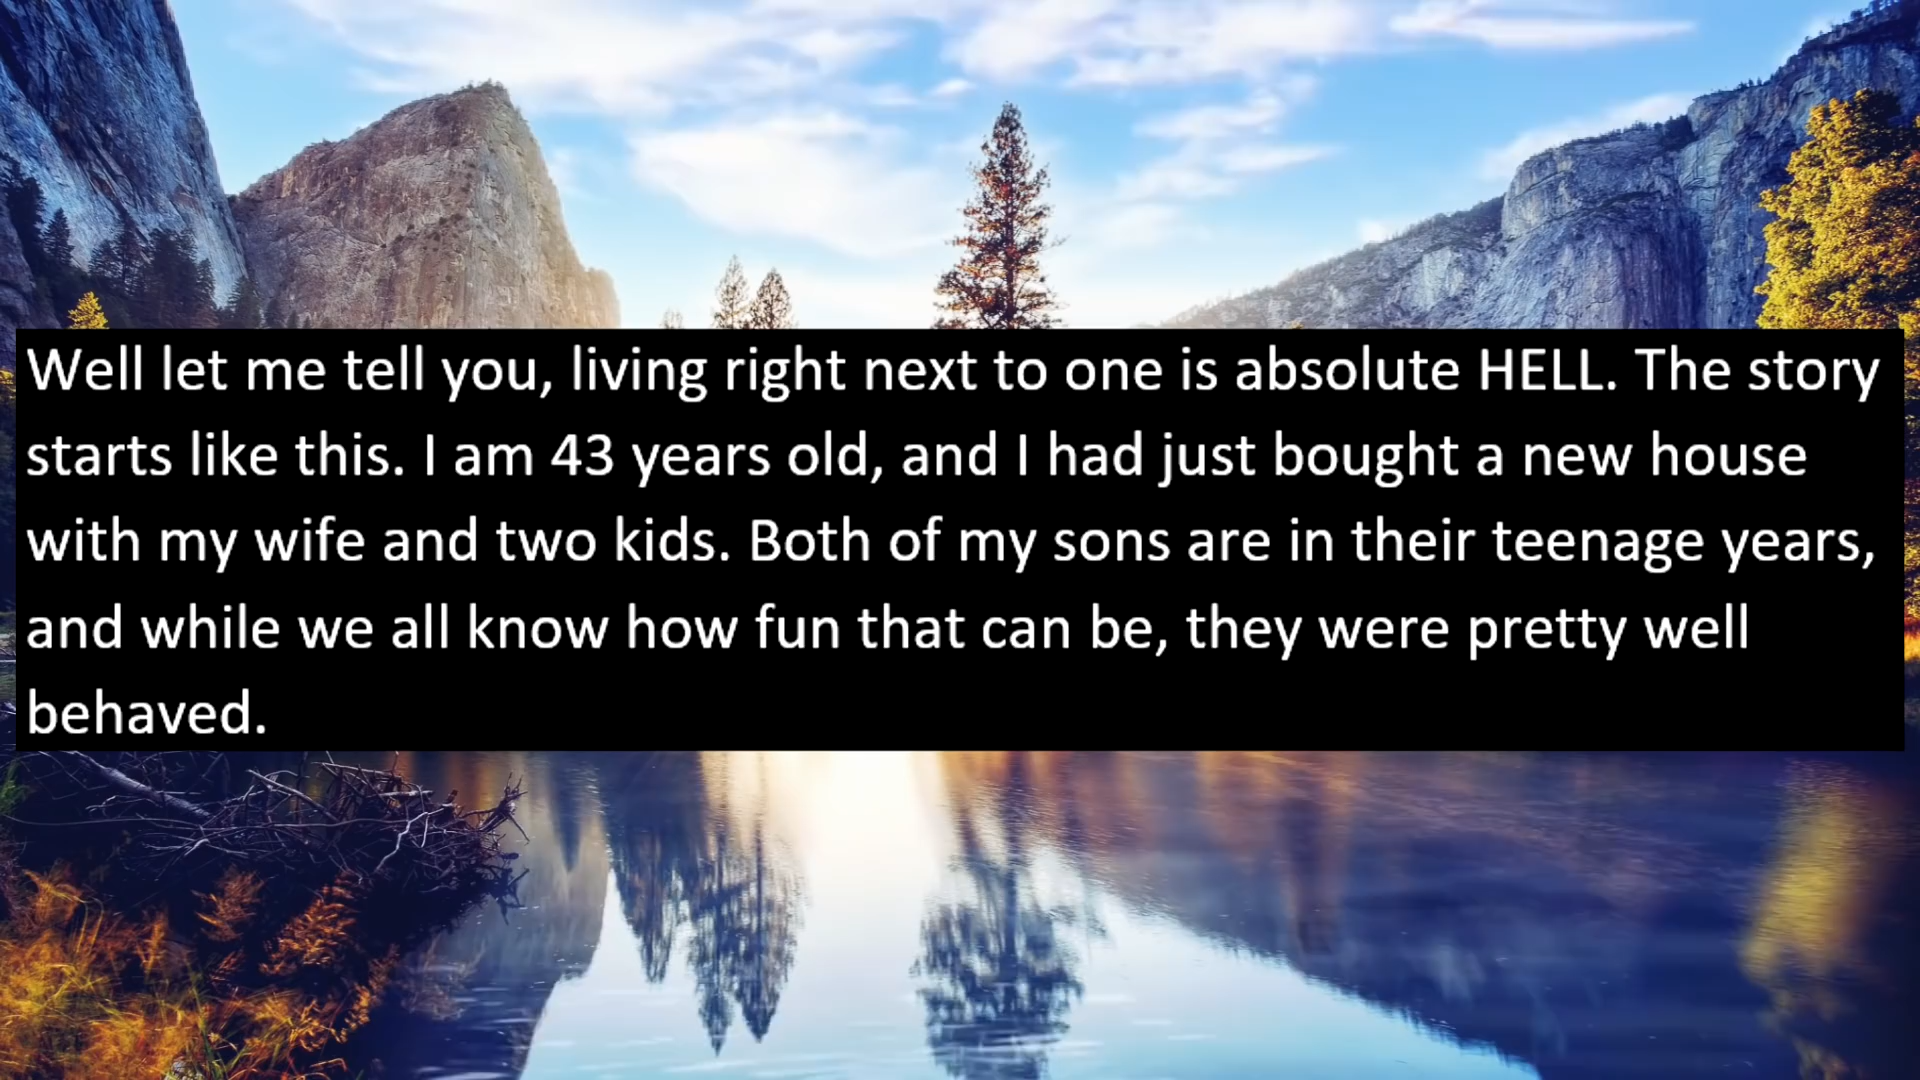 Well let me tell you, living right next to one is absolute HELL. The story
starts like this. I am 43 years old, and I had just bought a new house
with my wife and two kids. Both of my sons are in their teenage years,
and while we all know how fun that can be, they were pretty well
behaved.